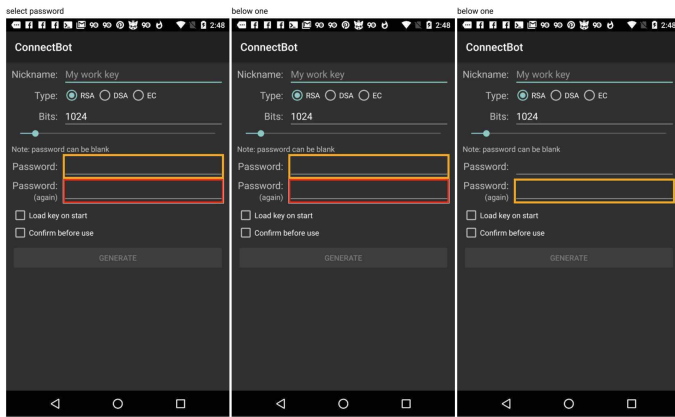 select password
2:48
ConnectBot
Nickname: My work key
Type: RSA DSA EC
Bits: 1024
Note: password can be blank
Password:
Password:
(again)
Load key on start
Confirm before use
GENERATE
below one
2:48
ConnectBot
Nickname: My work key
Type: RSA DSA EC
Bits: 1024
Note: password can be blank
Password:
Password:
(again)
Load key on start
Confirm before use
GENERATE
below one
2:48
ConnectBot
Nickname: My work key
Type: RSA DSA EC
Bits: 1024
Note: password can be blank
Password:
Password:
(again)
Load key on start
Confirm before use
GENERATE